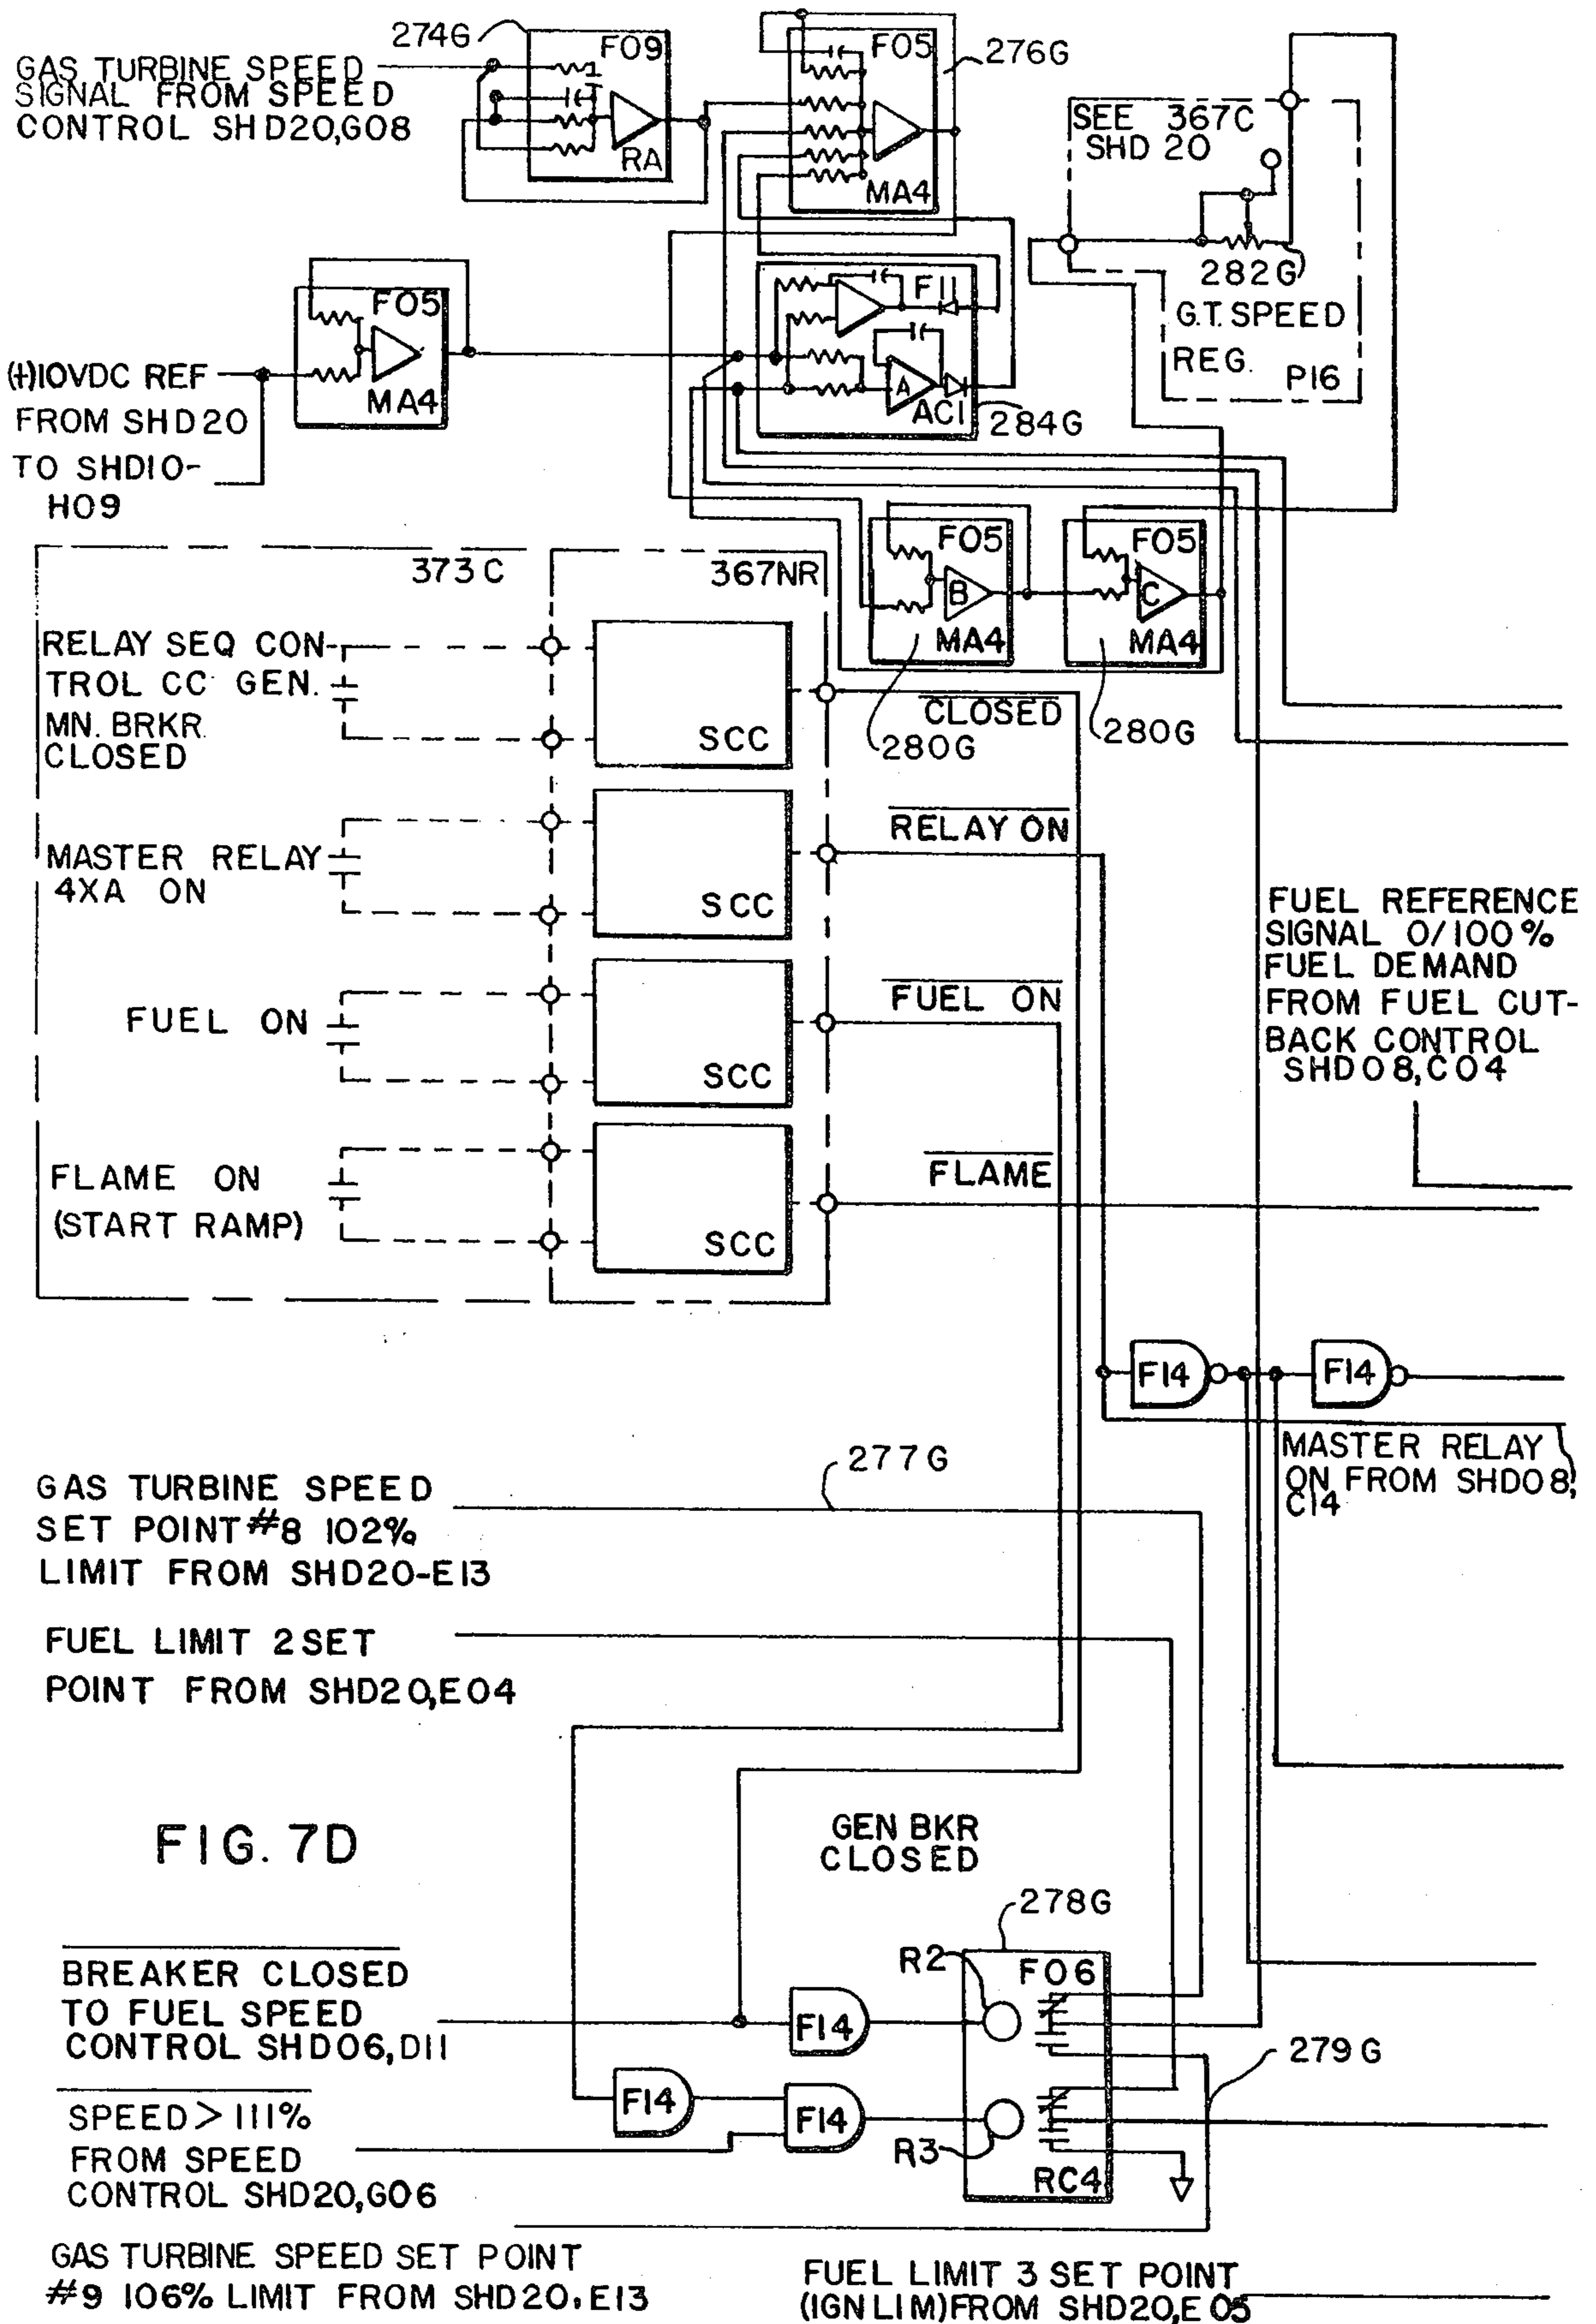 274G
F09
F05
276G
GAS TURBINE SPEED
SIGNAL FROM SPEED
CONTROL SHD20,G08
RA
MA4
SEE 367C
SHD 20
282G
G.T. SPEED
REG.
P16
F05
MA4
(+)10VDC REF
FROM SHD20
TO SHD10-
H09
F11
A
AC1
284G
373C
367NR
F05
B
MA4
280G
F05
C
MA4
280G
RELAY SEQ CON-
TROL CC GEN.
MN. BRKR.
CLOSED
SCC
CLOSED
MASTER RELAY
4XA ON
SCC
RELAY ON
FUEL ON
SCC
FUEL ON
FLAME ON
(START RAMP)
SCC
FLAME
FUEL REFERENCE
SIGNAL 0/100%
FUEL DEMAND
FROM FUEL CUT-
BACK CONTROL
SHD08,C04
F14
F14
MASTER RELAY
ON FROM SHD08,
C14
277G
GAS TURBINE SPEED
SET POINT #8 102%
LIMIT FROM SHD20-E13
FUEL LIMIT 2 SET
POINT FROM SHD20,E04
FIG. 7D
GEN BKR
CLOSED
278G
R2
F06
BREAKER CLOSED
TO FUEL SPEED
CONTROL SHD06,D11
F14
279G
SPEED > 111%
FROM SPEED
CONTROL SHD20,G06
F14
F14
R3
RC4
GAS TURBINE SPEED SET POINT
#9 106% LIMIT FROM SHD20,E13
FUEL LIMIT 3 SET POINT
(IGN LIM) FROM SHD20,E05